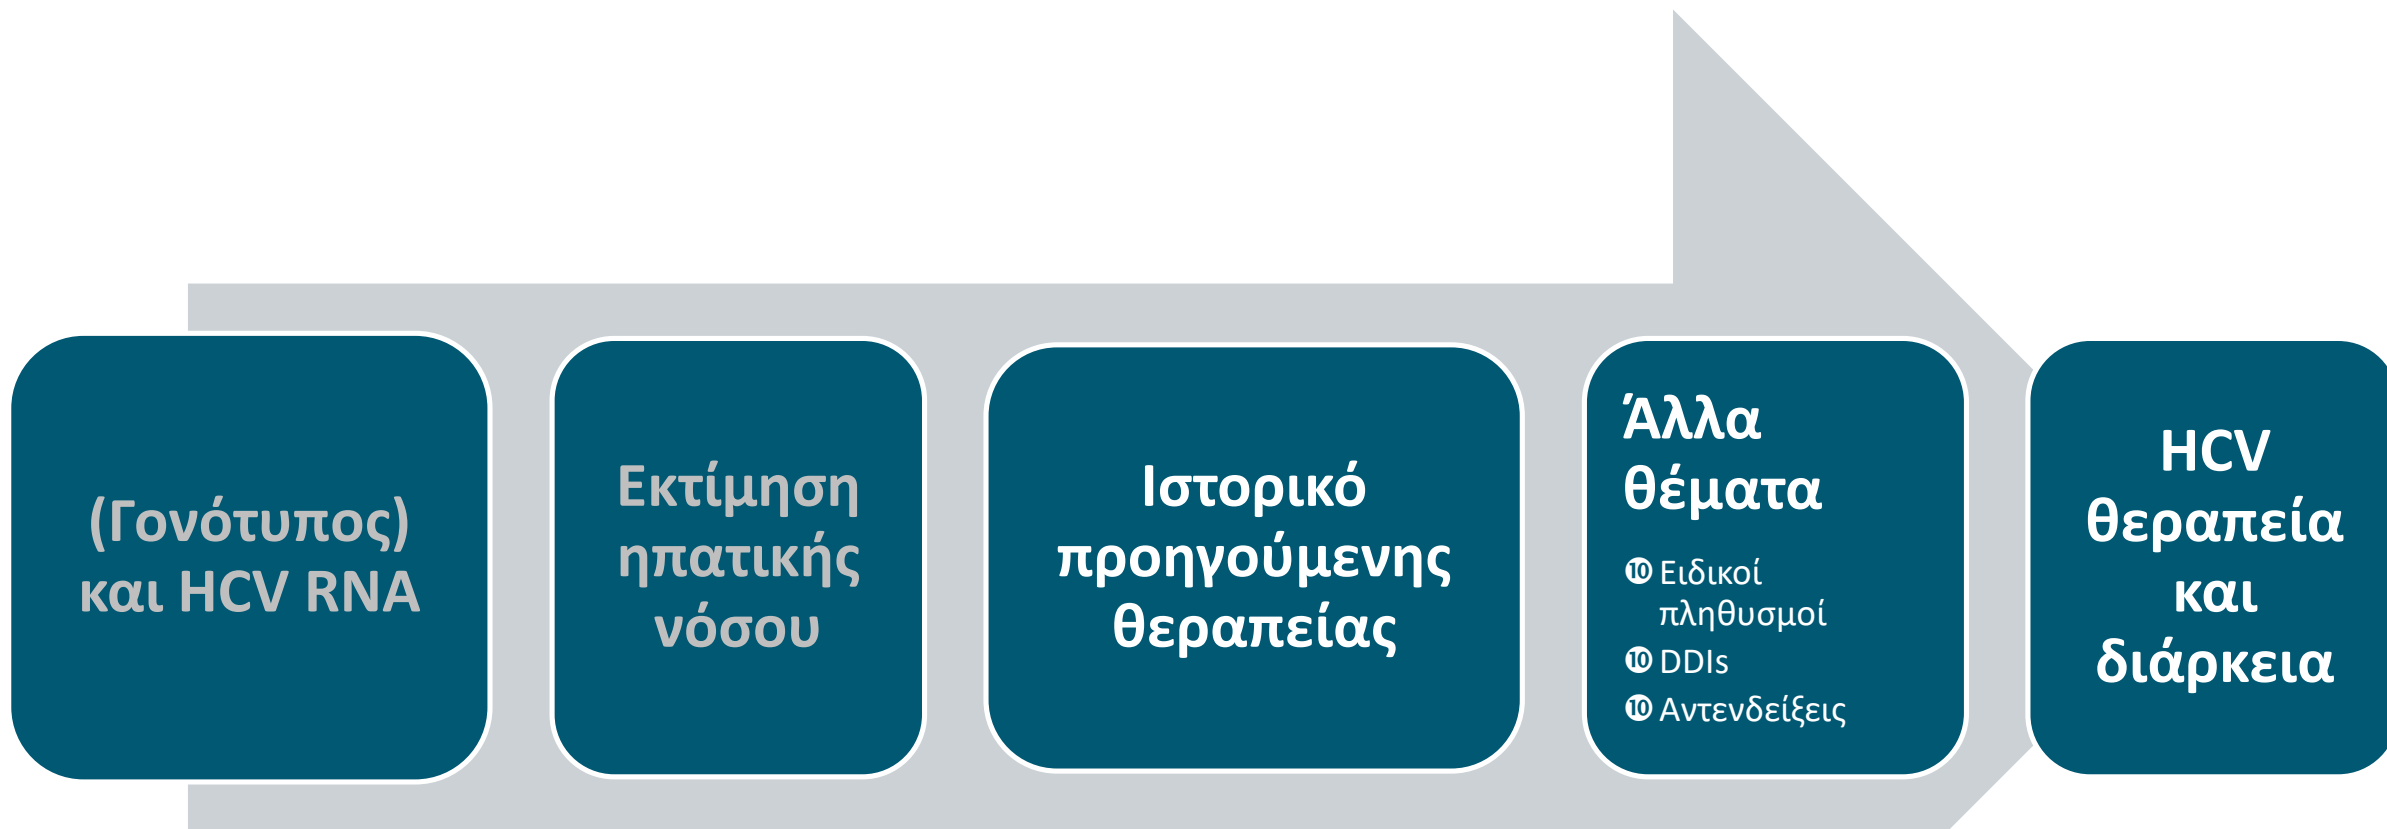 (Γονότυπος)
και HCV RNA
Εκτίμηση
ηπατικής
νόσου
Ιστορικό
προηγούμενης
θεραπείας
Άλλα
θέματα
❿ Ειδικοί
πληθυσμοί
❿ DDIs
❿ Αντενδείξεις
HCV
θεραπεία
και
διάρκεια